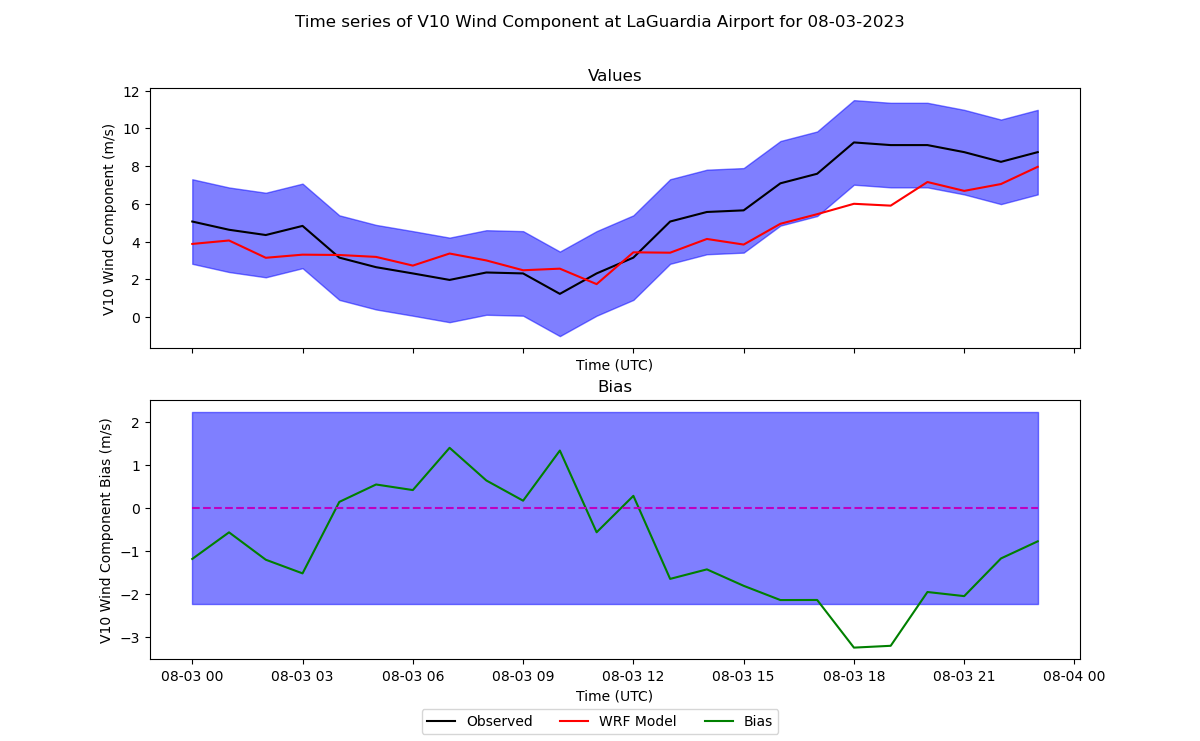 Time series of V10 Wind Component at LaGuardia Airport for 08-03-2023
Values
12
10
8
6
4
2
0
V10 Wind Component (m/s)
Time (UTC)
Bias
2
1
0
−1
−2
−3
V10 Wind Component Bias (m/s)
08-03 00 08-03 03 08-03 06 08-03 09 08-03 12 08-03 15 08-03 18 08-03 21 08-04 00
Time (UTC)
Observed WRF Model Bias